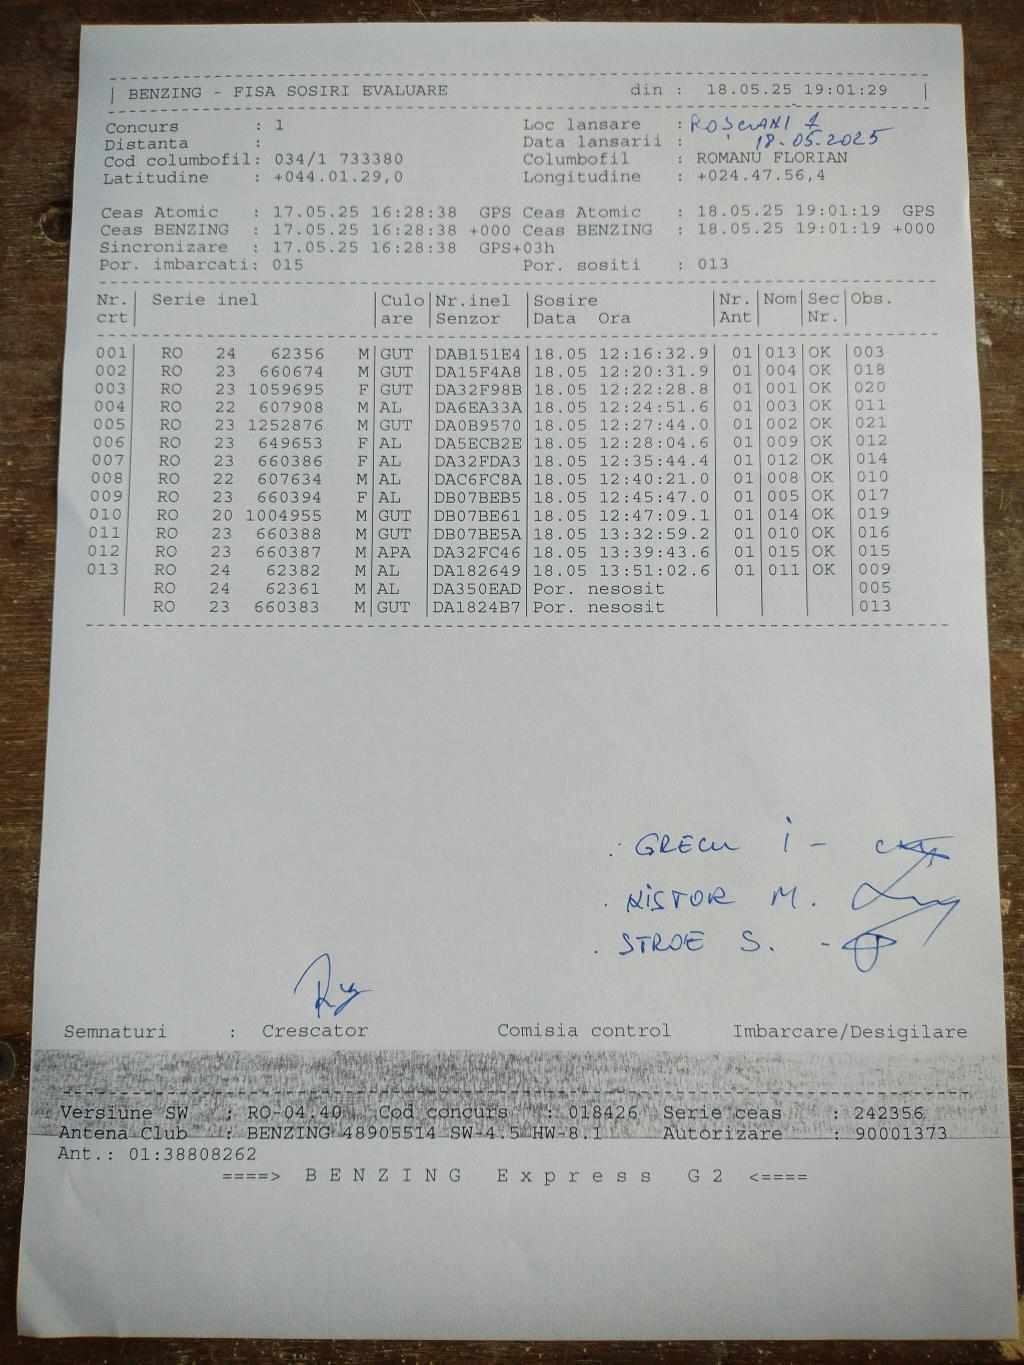 | BENZING - FISA SOSIRI EVALUARE din : 18.05.25 19:01:29 |
Concurs : 1 Loc lansare : ROȘCANI 1
Distanta : Data lansarii : 18.05.2025
Cod columbofil: 034/1 733380 Columbofil : ROMANU FLORIAN
Latitudine : +044.01.29,0 Longitudine : +024.47.56,4
Ceas Atomic : 17.05.25 16:28:38 GPS Ceas Atomic : 18.05.25 19:01:19 GPS
Ceas BENZING : 17.05.25 16:28:38 +000 Ceas BENZING : 18.05.25 19:01:19 +000
Sincronizare : 17.05.25 16:28:38 GPS+03h
Por. imbarcati: 015 Por. sositi : 013
Nr. | Serie inel | Culo | Nr.inel | Sosire | Nr. | Nom | Sec | Obs.
crt | | are | Senzor | Data Ora | Ant | | Nr. |
001 RO 24 62356 M GUT DAB151E4 18.05 12:16:32.9 01 013 OK 003
002 RO 23 660674 M GUT DA15F4A8 18.05 12:20:31.9 01 004 OK 018
003 RO 23 1059695 F GUT DA32F98B 18.05 12:22:28.8 01 001 OK 020
004 RO 22 607908 M AL DA6EA33A 18.05 12:24:51.6 01 003 OK 011
005 RO 23 1252876 M GUT DA0B9570 18.05 12:27:44.0 01 002 OK 021
006 RO 23 649653 F AL DA5ECB2E 18.05 12:28:04.6 01 009 OK 012
007 RO 23 660386 F AL DA32FDA3 18.05 12:35:44.4 01 012 OK 014
008 RO 22 607634 M AL DAC6FC8A 18.05 12:40:21.0 01 008 OK 010
009 RO 23 660394 F AL DB07BEB5 18.05 12:45:47.0 01 005 OK 017
010 RO 20 1004955 M GUT DB07BE61 18.05 12:47:09.1 01 014 OK 019
011 RO 23 660388 M GUT DB07BE5A 18.05 13:32:59.2 01 010 OK 016
012 RO 23 660387 M APA DA32FC46 18.05 13:39:43.6 01 015 OK 015
013 RO 24 62382 M AL DA182649 18.05 13:51:02.6 01 011 OK 009
RO 24 62361 M AL DA350EAD Por. nesosit 005
RO 23 660383 M GUT DA1824B7 Por. nesosit 013
. GRECU I -
. NISTOR M.
. STROE S. -
Semnaturi : Crescator Comisia control Imbarcare/Desigilare
Versiune SW : RO-04.40 Cod concurs : 018426 Serie ceas : 242356
Antena Club : BENZING 48905514 SW-4.5 HW-8.1 Autorizare : 90001373
Ant.: 01:38808262
====> B E N Z I N G E x p r e s s G 2 <====